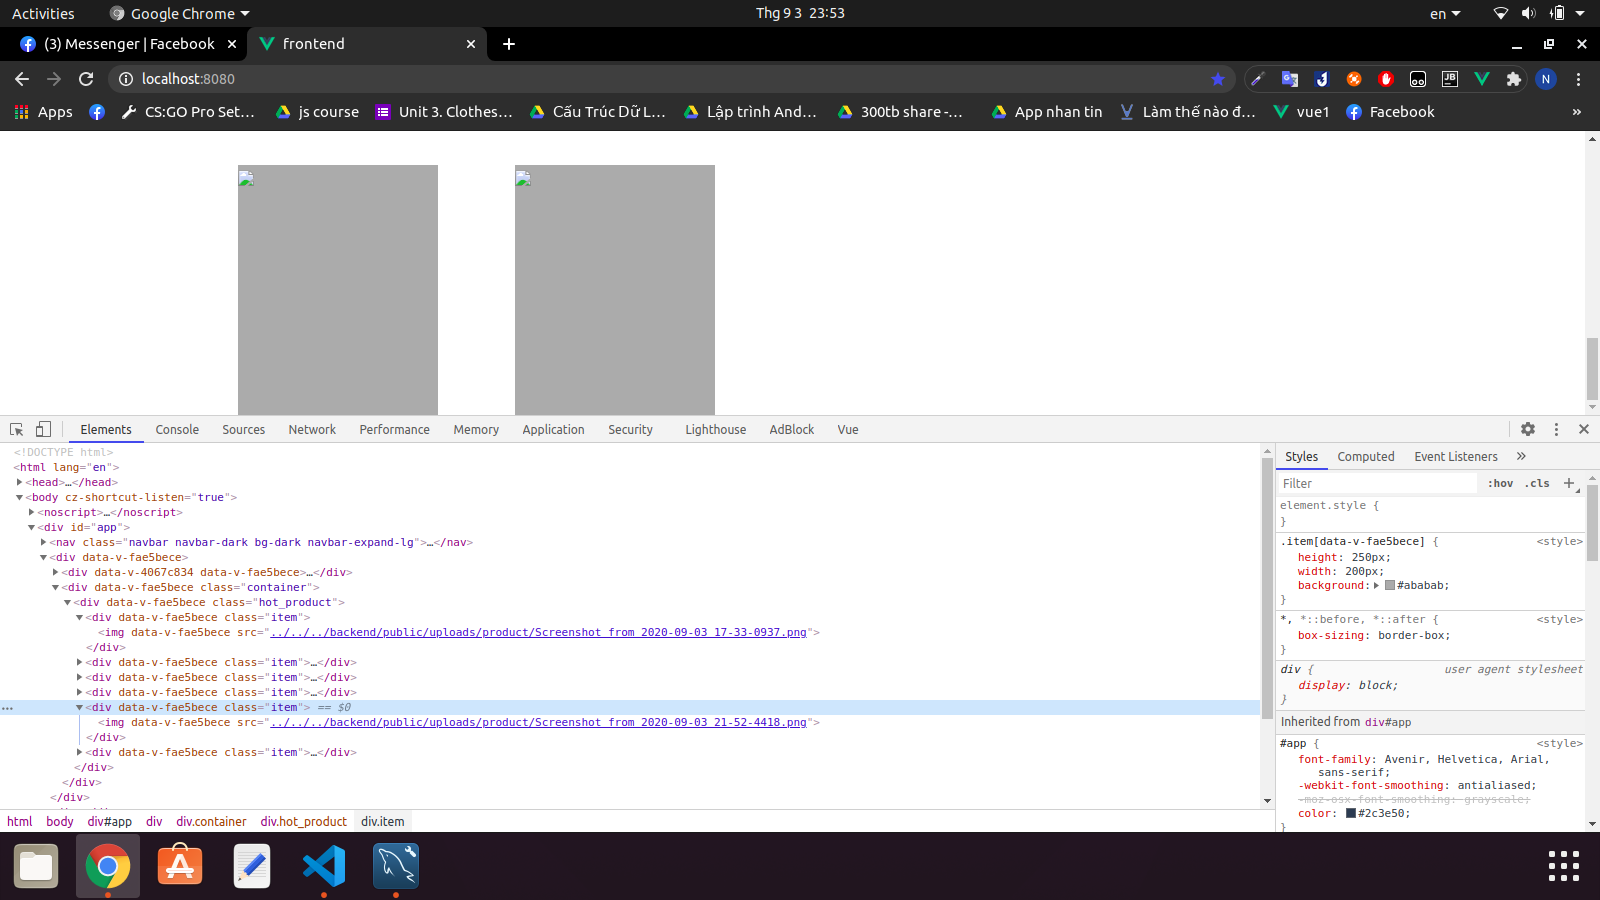 Activities
Google Chrome
Thg 9 3 23:53
en
(3) Messenger | Facebook
frontend
localhost:8080
N
Apps
CS:GO Pro Set...
js course
Unit 3. Clothes...
Cấu Trúc Dữ L...
Lập trình And...
300tb share -...
App nhan tin
Làm thế nào đ...
vue1
Facebook
»
Elements
Console
Sources
Network
Performance
Memory
Application
Security
Lighthouse
AdBlock
Vue
<!DOCTYPE html>
<html lang="en">
<head>…</head>
<body cz-shortcut-listen="true">
<noscript>…</noscript>
<div id="app">
<nav class="navbar navbar-dark bg-dark navbar-expand-lg">…</nav>
<div data-v-fae5bece>
<div data-v-4067c834 data-v-fae5bece>…</div>
<div data-v-fae5bece class="container">
<div data-v-fae5bece class="hot_product">
<div data-v-fae5bece class="item">
<img data-v-fae5bece src="../../../backend/public/uploads/product/Screenshot from 2020-09-03 17-33-0937.png">
</div>
<div data-v-fae5bece class="item">…</div>
<div data-v-fae5bece class="item">…</div>
<div data-v-fae5bece class="item">…</div>
<div data-v-fae5bece class="item"> == $0
<img data-v-fae5bece src="../../../backend/public/uploads/product/Screenshot from 2020-09-03 21-52-4418.png">
</div>
<div data-v-fae5bece class="item">…</div>
</div>
</div>
</div>
html
body
div#app
div
div.container
div.hot_product
div.item
Styles
Computed
Event Listeners
»
Filter
:hov
.cls
+
element.style {
}
.item[data-v-fae5bece] { <style>
height: 250px;
width: 200px;
background: #ababab;
}
*, *::before, *::after { <style>
box-sizing: border-box;
}
div { user agent stylesheet
display: block;
}
Inherited from div#app
#app { <style>
font-family: Avenir, Helvetica, Arial,
sans-serif;
-webkit-font-smoothing: antialiased;
-moz-osx-font-smoothing: grayscale;
color: #2c3e50;
}